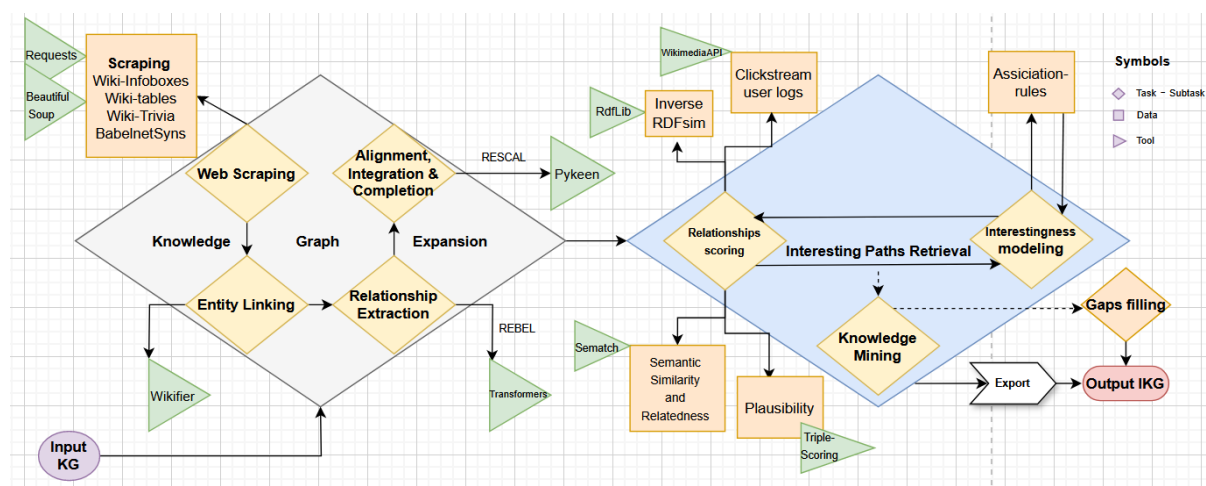 Requests
Beautiful
Soup
Scraping
Wiki-Infoboxes
Wiki-tables
Wiki-Trivia
BabelnetSyns
Web Scraping
Alignment,
Integration &
Completion
RESCAL
Pykeen
Knowledge Graph Expansion
Entity Linking
Relationship
Extraction
REBEL
Wikifier
Transformers
Input
KG
WikimediaAPI
Clickstream
user logs
RdfLib
Inverse
RDFsim
Assiciation-
rules
Symbols
Task - Subtask
Data
Tool
Relationships
scoring
Interesting Paths Retrieval
Interestingness
modeling
Knowledge
Mining
Gaps filling
Sematch
Semantic
Similarity
and
Relatedness
Plausibility
Triple-
Scoring
Export
Output IKG